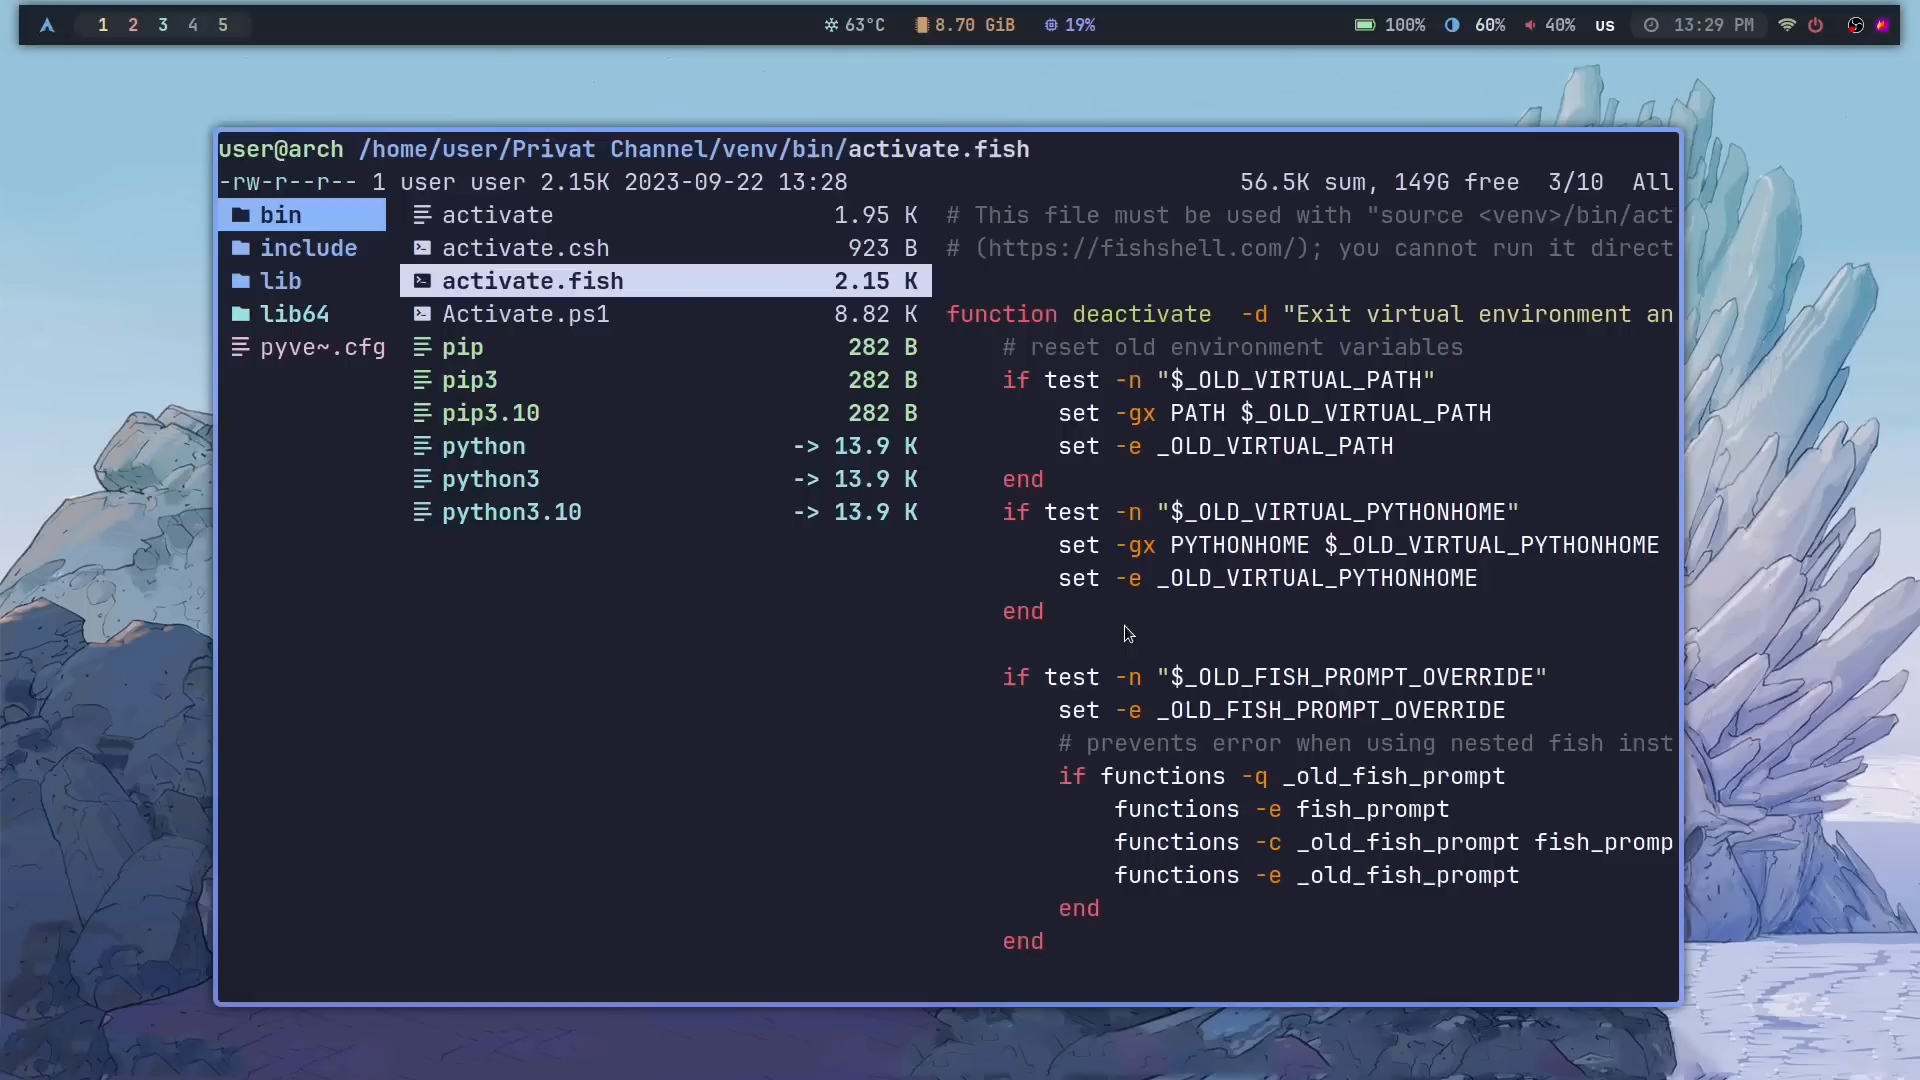 1 2 3 4 5 63°C 8.70 GiB 19% 100% 60% 40% us 13:29 PM
user@arch /home/user/Privat Channel/venv/bin/activate.fish
-rw-r--r-- 1 user user 2.15K 2023-09-22 13:28 56.5K sum, 149G free 3/10 All
bin
include
lib
lib64
pyve~.cfg
activate 1.95 K
activate.csh 923 B
activate.fish 2.15 K
Activate.ps1 8.82 K
pip 282 B
pip3 282 B
pip3.10 282 B
python -> 13.9 K
python3 -> 13.9 K
python3.10 -> 13.9 K
# This file must be used with "source <venv>/bin/act
# (https://fishshell.com/); you cannot run it direct
function deactivate  -d "Exit virtual environment an
    # reset old environment variables
    if test -n "$_OLD_VIRTUAL_PATH"
        set -gx PATH $_OLD_VIRTUAL_PATH
        set -e _OLD_VIRTUAL_PATH
    end
    if test -n "$_OLD_VIRTUAL_PYTHONHOME"
        set -gx PYTHONHOME $_OLD_VIRTUAL_PYTHONHOME
        set -e _OLD_VIRTUAL_PYTHONHOME
    end
    if test -n "$_OLD_FISH_PROMPT_OVERRIDE"
        set -e _OLD_FISH_PROMPT_OVERRIDE
        # prevents error when using nested fish inst
        if functions -q _old_fish_prompt
            functions -e fish_prompt
            functions -c _old_fish_prompt fish_promp
            functions -e _old_fish_prompt
        end
    end